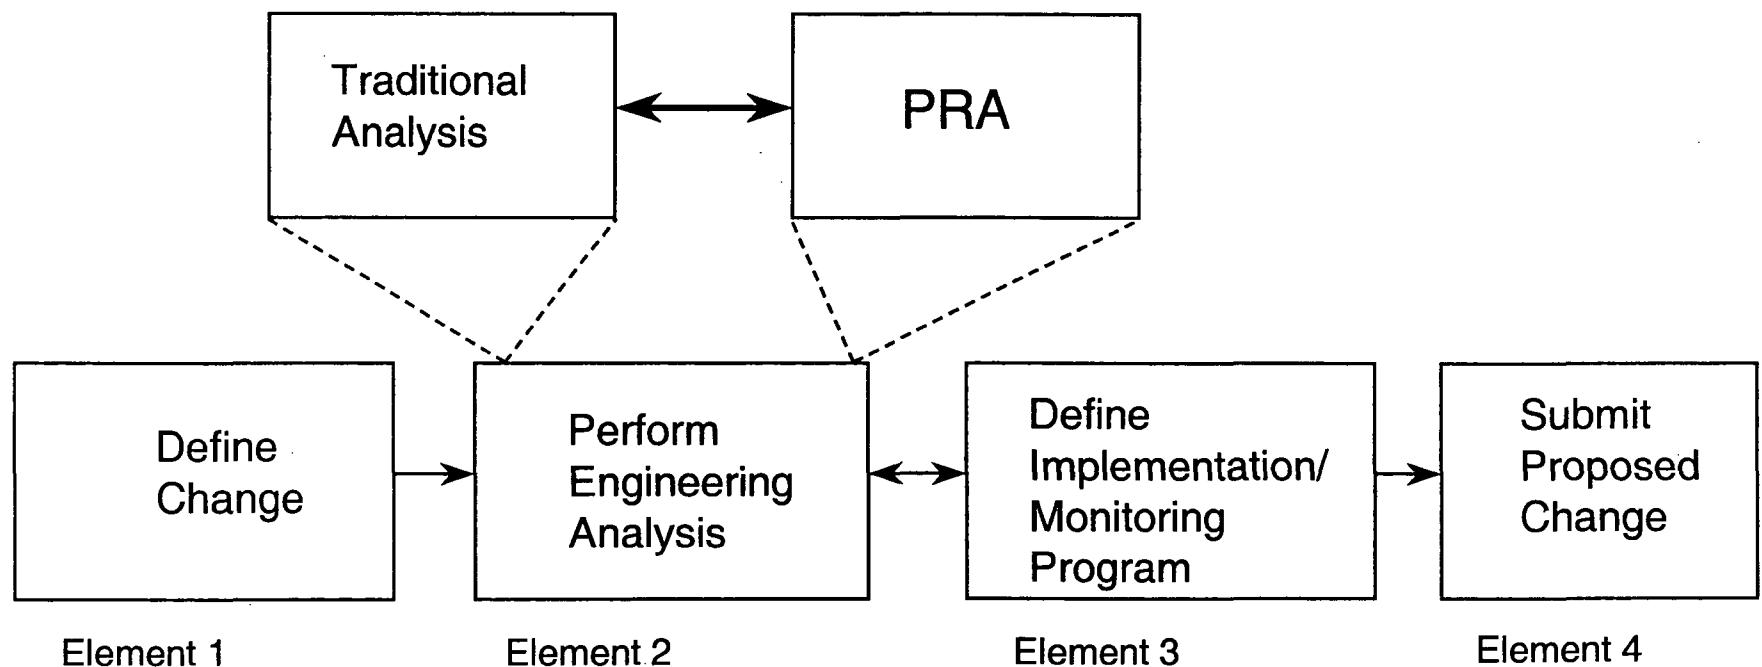 Traditional
Analysis
PRA
Define
Change
Perform
Engineering
Analysis
Define
Implementation/
Monitoring
Program
Submit
Proposed
Change
Element 1
Element 2
Element 3
Element 4